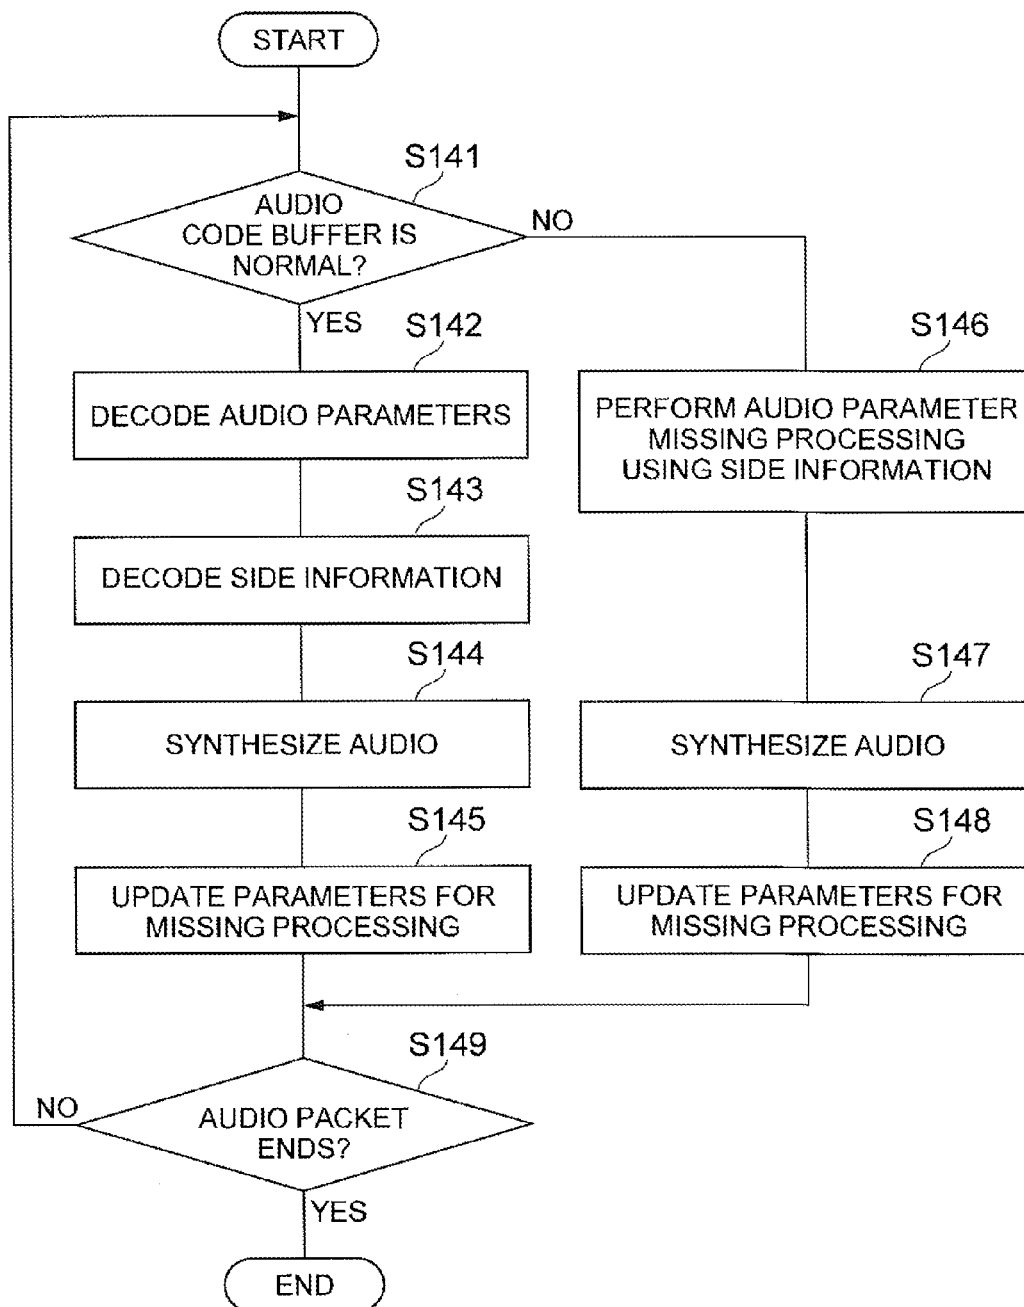 START
S141
AUDIO
CODE BUFFER IS
NORMAL?
NO
YES
S142
DECODE AUDIO PARAMETERS
S143
DECODE SIDE INFORMATION
S144
SYNTHESIZE AUDIO
S145
UPDATE PARAMETERS FOR
MISSING PROCESSING
S146
PERFORM AUDIO PARAMETER
MISSING PROCESSING
USING SIDE INFORMATION
S147
SYNTHESIZE AUDIO
S148
UPDATE PARAMETERS FOR
MISSING PROCESSING
S149
NO
AUDIO PACKET
ENDS?
YES
END